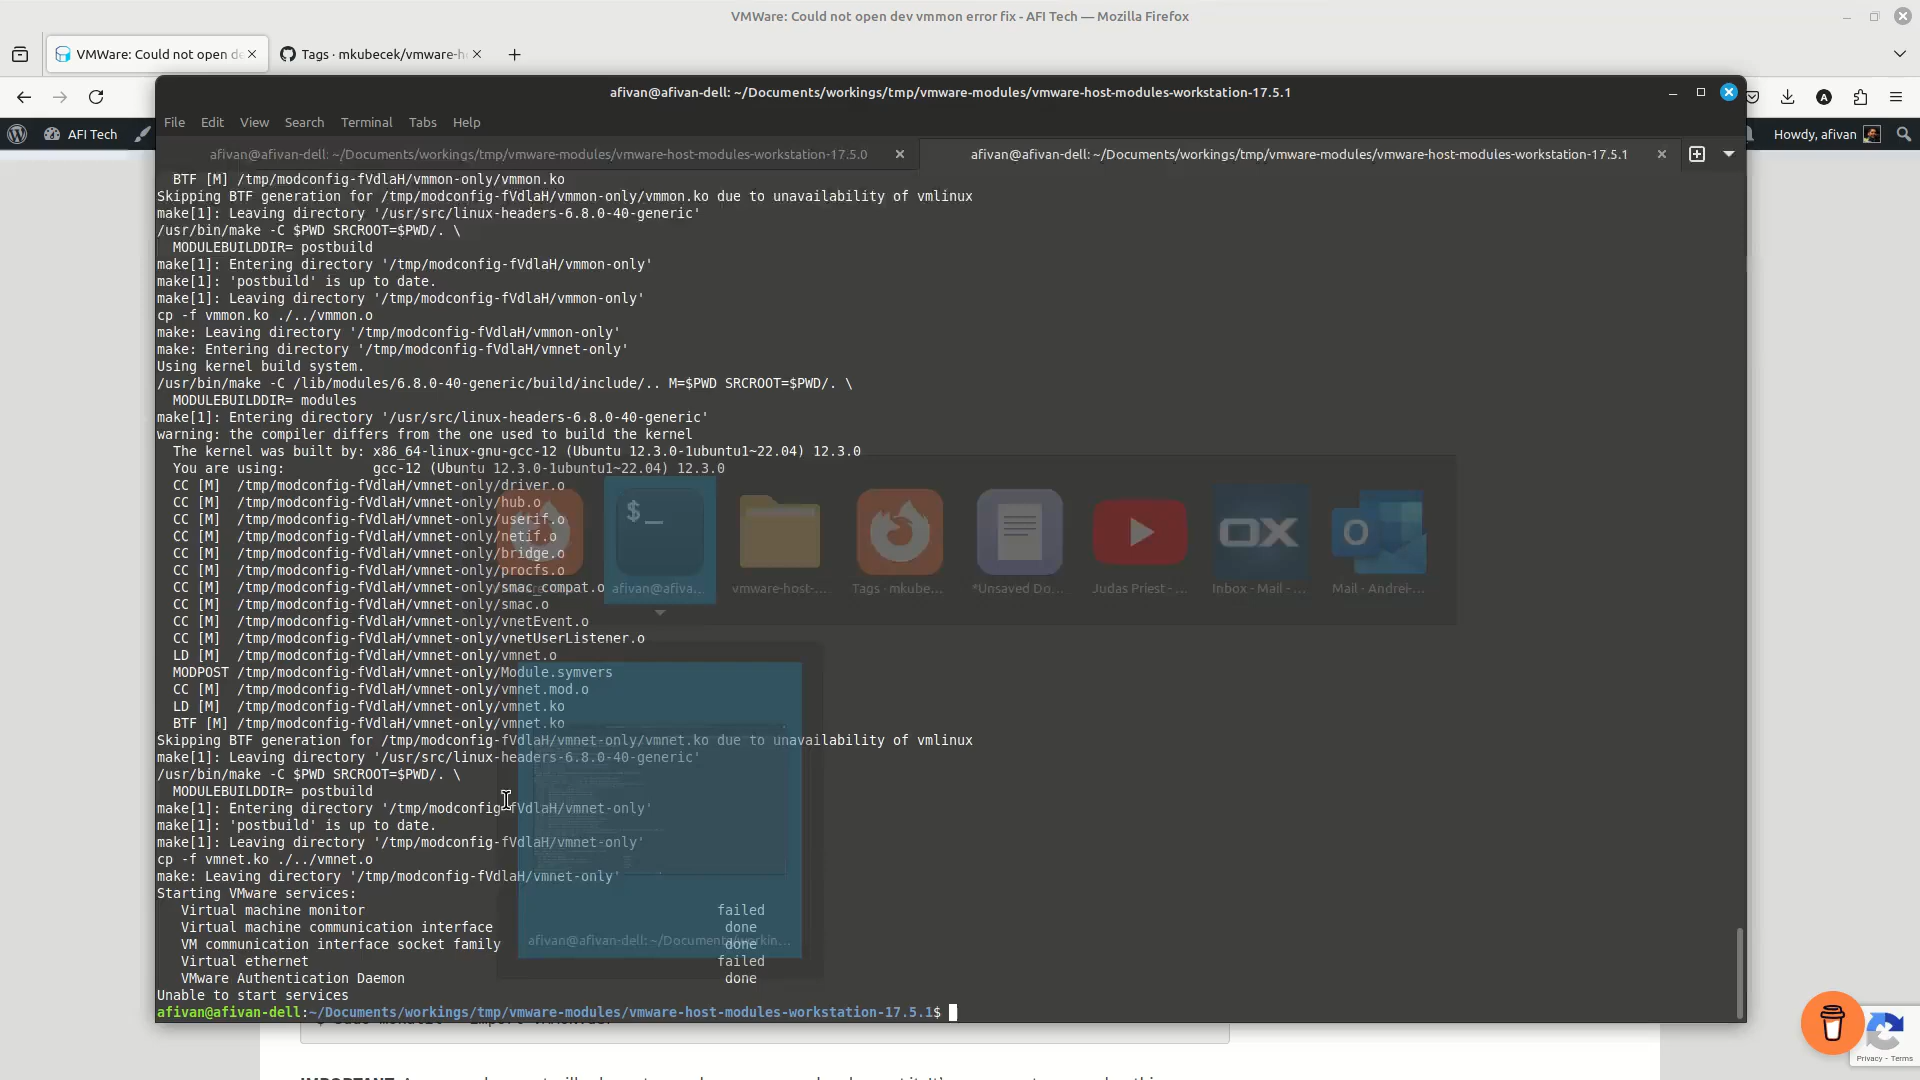 VMWare: Could not open dev vmmon error fix - AFI Tech — Mozilla Firefox
VMWare: Could not open de
Tags · mkubecek/vmware-h
afivan@afivan-dell: ~/Documents/workings/tmp/vmware-modules/vmware-host-modules-workstation-17.5.1
AFI Tech
Howdy, afivan
File Edit View Search Terminal Tabs Help
afivan@afivan-dell: ~/Documents/workings/tmp/vmware-modules/vmware-host-modules-workstation-17.5.0
afivan@afivan-dell: ~/Documents/workings/tmp/vmware-modules/vmware-host-modules-workstation-17.5.1
BTF [M] /tmp/modconfig-fVdlaH/vmmon-only/vmmon.ko
Skipping BTF generation for /tmp/modconfig-fVdlaH/vmmon-only/vmmon.ko due to unavailability of vmlinux
make[1]: Leaving directory '/usr/src/linux-headers-6.8.0-40-generic'
/usr/bin/make -C $PWD SRCROOT=$PWD/. \
MODULEBUILDDIR= postbuild
make[1]: Entering directory '/tmp/modconfig-fVdlaH/vmmon-only'
make[1]: 'postbuild' is up to date.
make[1]: Leaving directory '/tmp/modconfig-fVdlaH/vmmon-only'
cp -f vmmon.ko ./../vmmon.o
make: Leaving directory '/tmp/modconfig-fVdlaH/vmmon-only'
make: Entering directory '/tmp/modconfig-fVdlaH/vmnet-only'
Using kernel build system.
/usr/bin/make -C /lib/modules/6.8.0-40-generic/build/include/.. M=$PWD SRCROOT=$PWD/. \
MODULEBUILDDIR= modules
make[1]: Entering directory '/usr/src/linux-headers-6.8.0-40-generic'
warning: the compiler differs from the one used to build the kernel
The kernel was built by: x86_64-linux-gnu-gcc-12 (Ubuntu 12.3.0-1ubuntu1~22.04) 12.3.0
You are using: gcc-12 (Ubuntu 12.3.0-1ubuntu1~22.04) 12.3.0
CC [M] /tmp/modconfig-fVdlaH/vmnet-only/driver.o
CC [M] /tmp/modconfig-fVdlaH/vmnet-only/hub.o
CC [M] /tmp/modconfig-fVdlaH/vmnet-only/userif.o
CC [M] /tmp/modconfig-fVdlaH/vmnet-only/netif.o
CC [M] /tmp/modconfig-fVdlaH/vmnet-only/bridge.o
CC [M] /tmp/modconfig-fVdlaH/vmnet-only/procfs.o
CC [M] /tmp/modconfig-fVdlaH/vmnet-only/smac_compat.o
CC [M] /tmp/modconfig-fVdlaH/vmnet-only/smac.o
CC [M] /tmp/modconfig-fVdlaH/vmnet-only/vnetEvent.o
CC [M] /tmp/modconfig-fVdlaH/vmnet-only/vnetUserListener.o
LD [M] /tmp/modconfig-fVdlaH/vmnet-only/vmnet.o
MODPOST /tmp/modconfig-fVdlaH/vmnet-only/Module.symvers
CC [M] /tmp/modconfig-fVdlaH/vmnet-only/vmnet.mod.o
LD [M] /tmp/modconfig-fVdlaH/vmnet-only/vmnet.ko
BTF [M] /tmp/modconfig-fVdlaH/vmnet-only/vmnet.ko
Skipping BTF generation for /tmp/modconfig-fVdlaH/vmnet-only/vmnet.ko due to unavailability of vmlinux
make[1]: Leaving directory '/usr/src/linux-headers-6.8.0-40-generic'
/usr/bin/make -C $PWD SRCROOT=$PWD/. \
MODULEBUILDDIR= postbuild
make[1]: Entering directory '/tmp/modconfig-fVdlaH/vmnet-only'
make[1]: 'postbuild' is up to date.
make[1]: Leaving directory '/tmp/modconfig-fVdlaH/vmnet-only'
cp -f vmnet.ko ./../vmnet.o
make: Leaving directory '/tmp/modconfig-fVdlaH/vmnet-only'
Starting VMware services:
Virtual machine monitor failed
Virtual machine communication interface done
VM communication interface socket family done
Virtual ethernet failed
VMware Authentication Daemon done
Unable to start services
afivan@afivan-dell:~/Documents/workings/tmp/vmware-modules/vmware-host-modules-workstation-17.5.1$
$_
OX
afivan@afiva...
vmware-host-...
Tags · mkube...
*Unsaved Do...
Judas Priest - ...
Inbox - Mail - ...
Mail - Andrei-...
afivan@afivan-dell: ~/Documents/workin...
Privacy - Terms